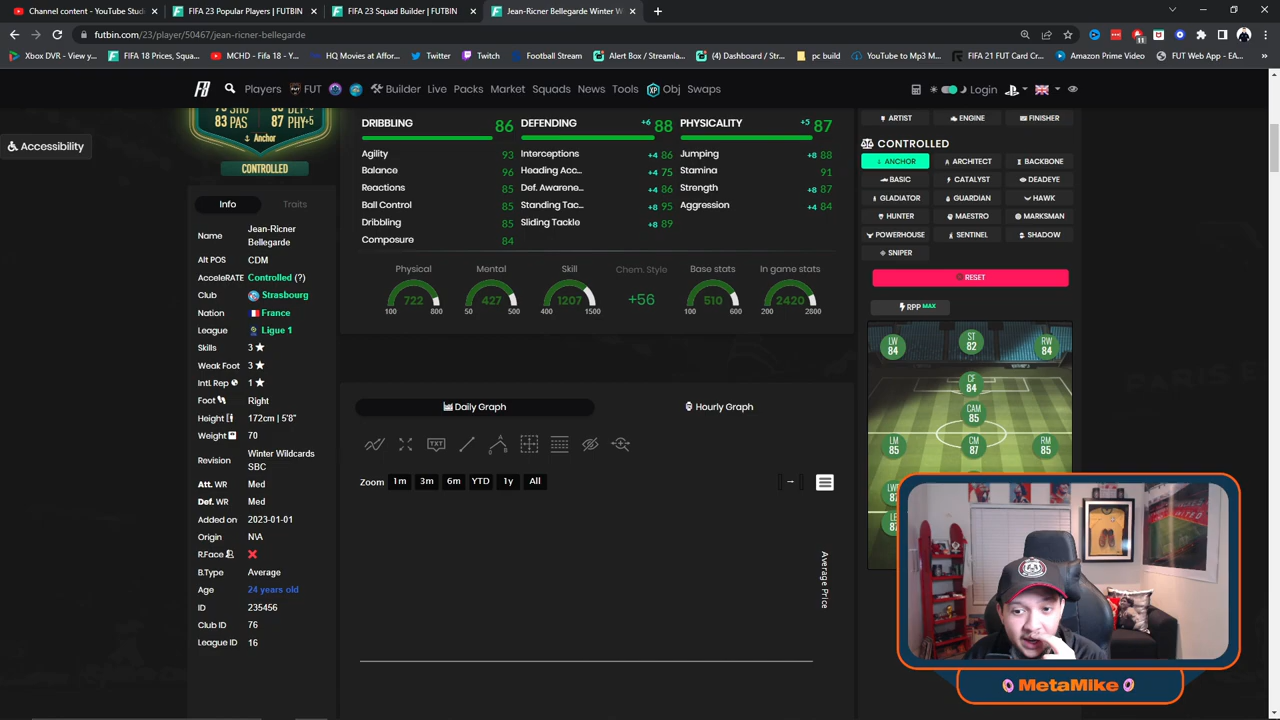 Channel content - YouTube Stud
FIFA 23 Popular Players | FUTBIN
FIFA 23 Squad Builder | FUTBIN
Jean-Ricner Bellegarde Winter W
futbin.com/23/player/50467/jean-ricner-bellegarde
11
Xbox DVR - View y...
FIFA 18 Prices, Squa...
MCHD - Fifa 18 - Y...
HQ Movies at Affor...
Twitter
Twitch
Football Stream
Alert Box / Streamla...
(4) Dashboard / Str...
pc build
YouTube to Mp3 M...
FIFA 21 FUT Card Cr...
Amazon Prime Video
FUT Web App - EA...
Players
FUT
Builder
Live
Packs
Market
Squads
News
Tools
XP Obj
Swaps
Login
Accessibility
83 PAS
87 PHY+5
Anchor
CONTROLLED
Info
Traits
Name Jean-Ricner
Bellegarde
Alt POS CDM
AcceleRATE Controlled (?)
Club Strasbourg
Nation France
League Ligue 1
Skills 3
Weak Foot 3
Intl Rep 1
Foot Right
Height 172cm | 5'8"
Weight 70
Revision Winter Wildcards
SBC
Att. WR Med
Def. WR Med
Added on 2023-01-01
Origin N\A
R.Face
B.Type Average
Age 24 years old
ID 235456
Club ID 76
League ID 16
DRIBBLING 86
Agility 93
Balance 96
Reactions 85
Ball Control 85
Dribbling 85
Composure 84
DEFENDING +6 88
Interceptions +4 86
Heading Acc... +4 75
Def. Awarene... +4 86
Standing Tac... +8 95
Sliding Tackle +8 89
PHYSICALITY +5 87
Jumping +8 88
Stamina 91
Strength +8 87
Aggression +4 84
Physical
722
100 800
Mental
427
50 500
Skill
1207
400 1500
Chem. Style
+56
Base stats
510
100 600
In game stats
2420
200 2800
Daily Graph
Hourly Graph
TXT
Zoom 1m 3m 6m YTD 1y All
→
Average Price
ARTIST ENGINE FINISHER
CONTROLLED
ANCHOR ARCHITECT BACKBONE
BASIC CATALYST DEADEYE
GLADIATOR GUARDIAN HAWK
HUNTER MAESTRO MARKSMAN
POWERHOUSE SENTINEL SHADOW
SNIPER
RESET
RPP MAX
LW
84
ST
82
RW
84
CF
84
CAM
85
LM
85
CM
87
RM
85
MetaMike